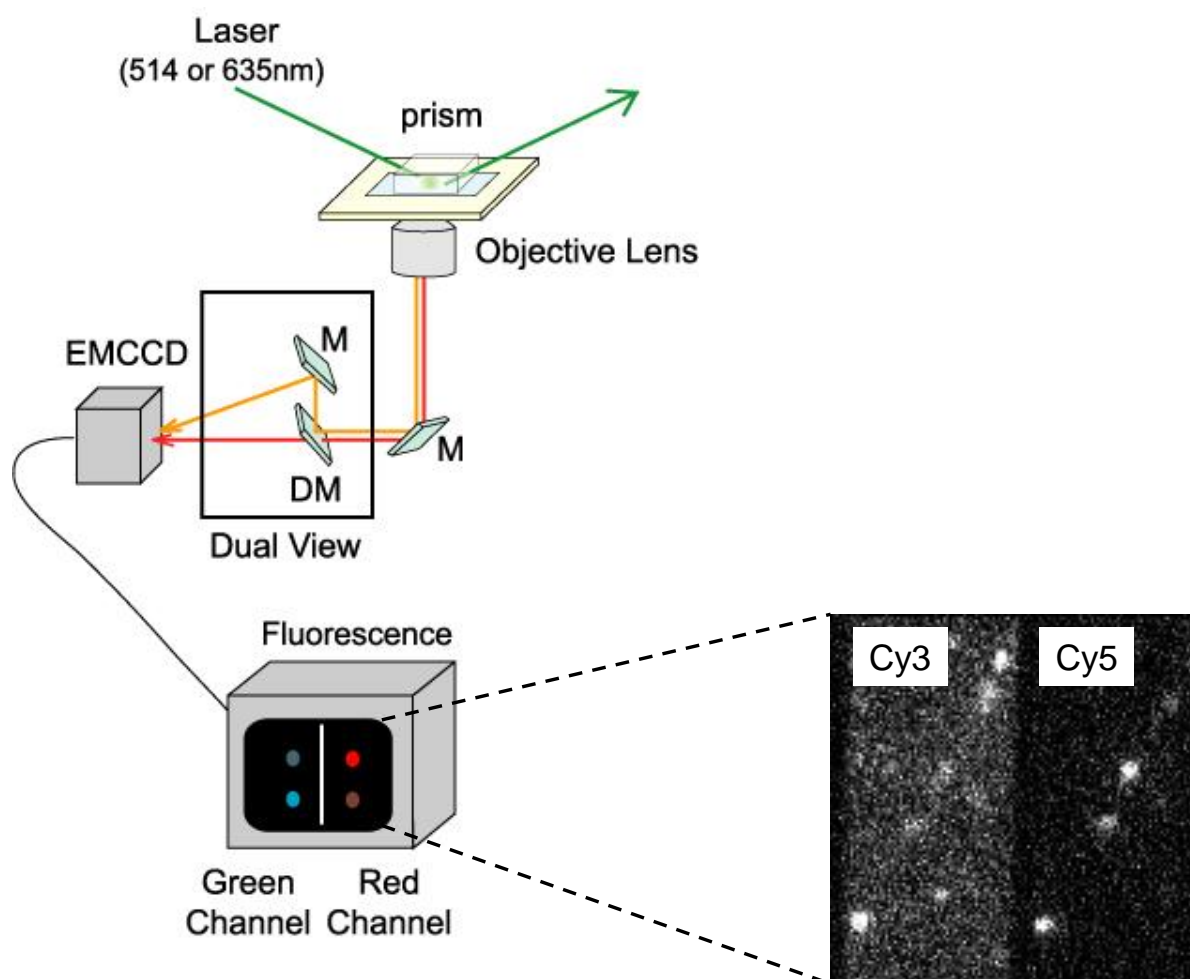 Laser
(514 or 635nm)
prism
Objective Lens
M
EMCCD
M
DM
Dual View
Fluorescence
Cy3 Cy5
Green
Channel
Red
Channel